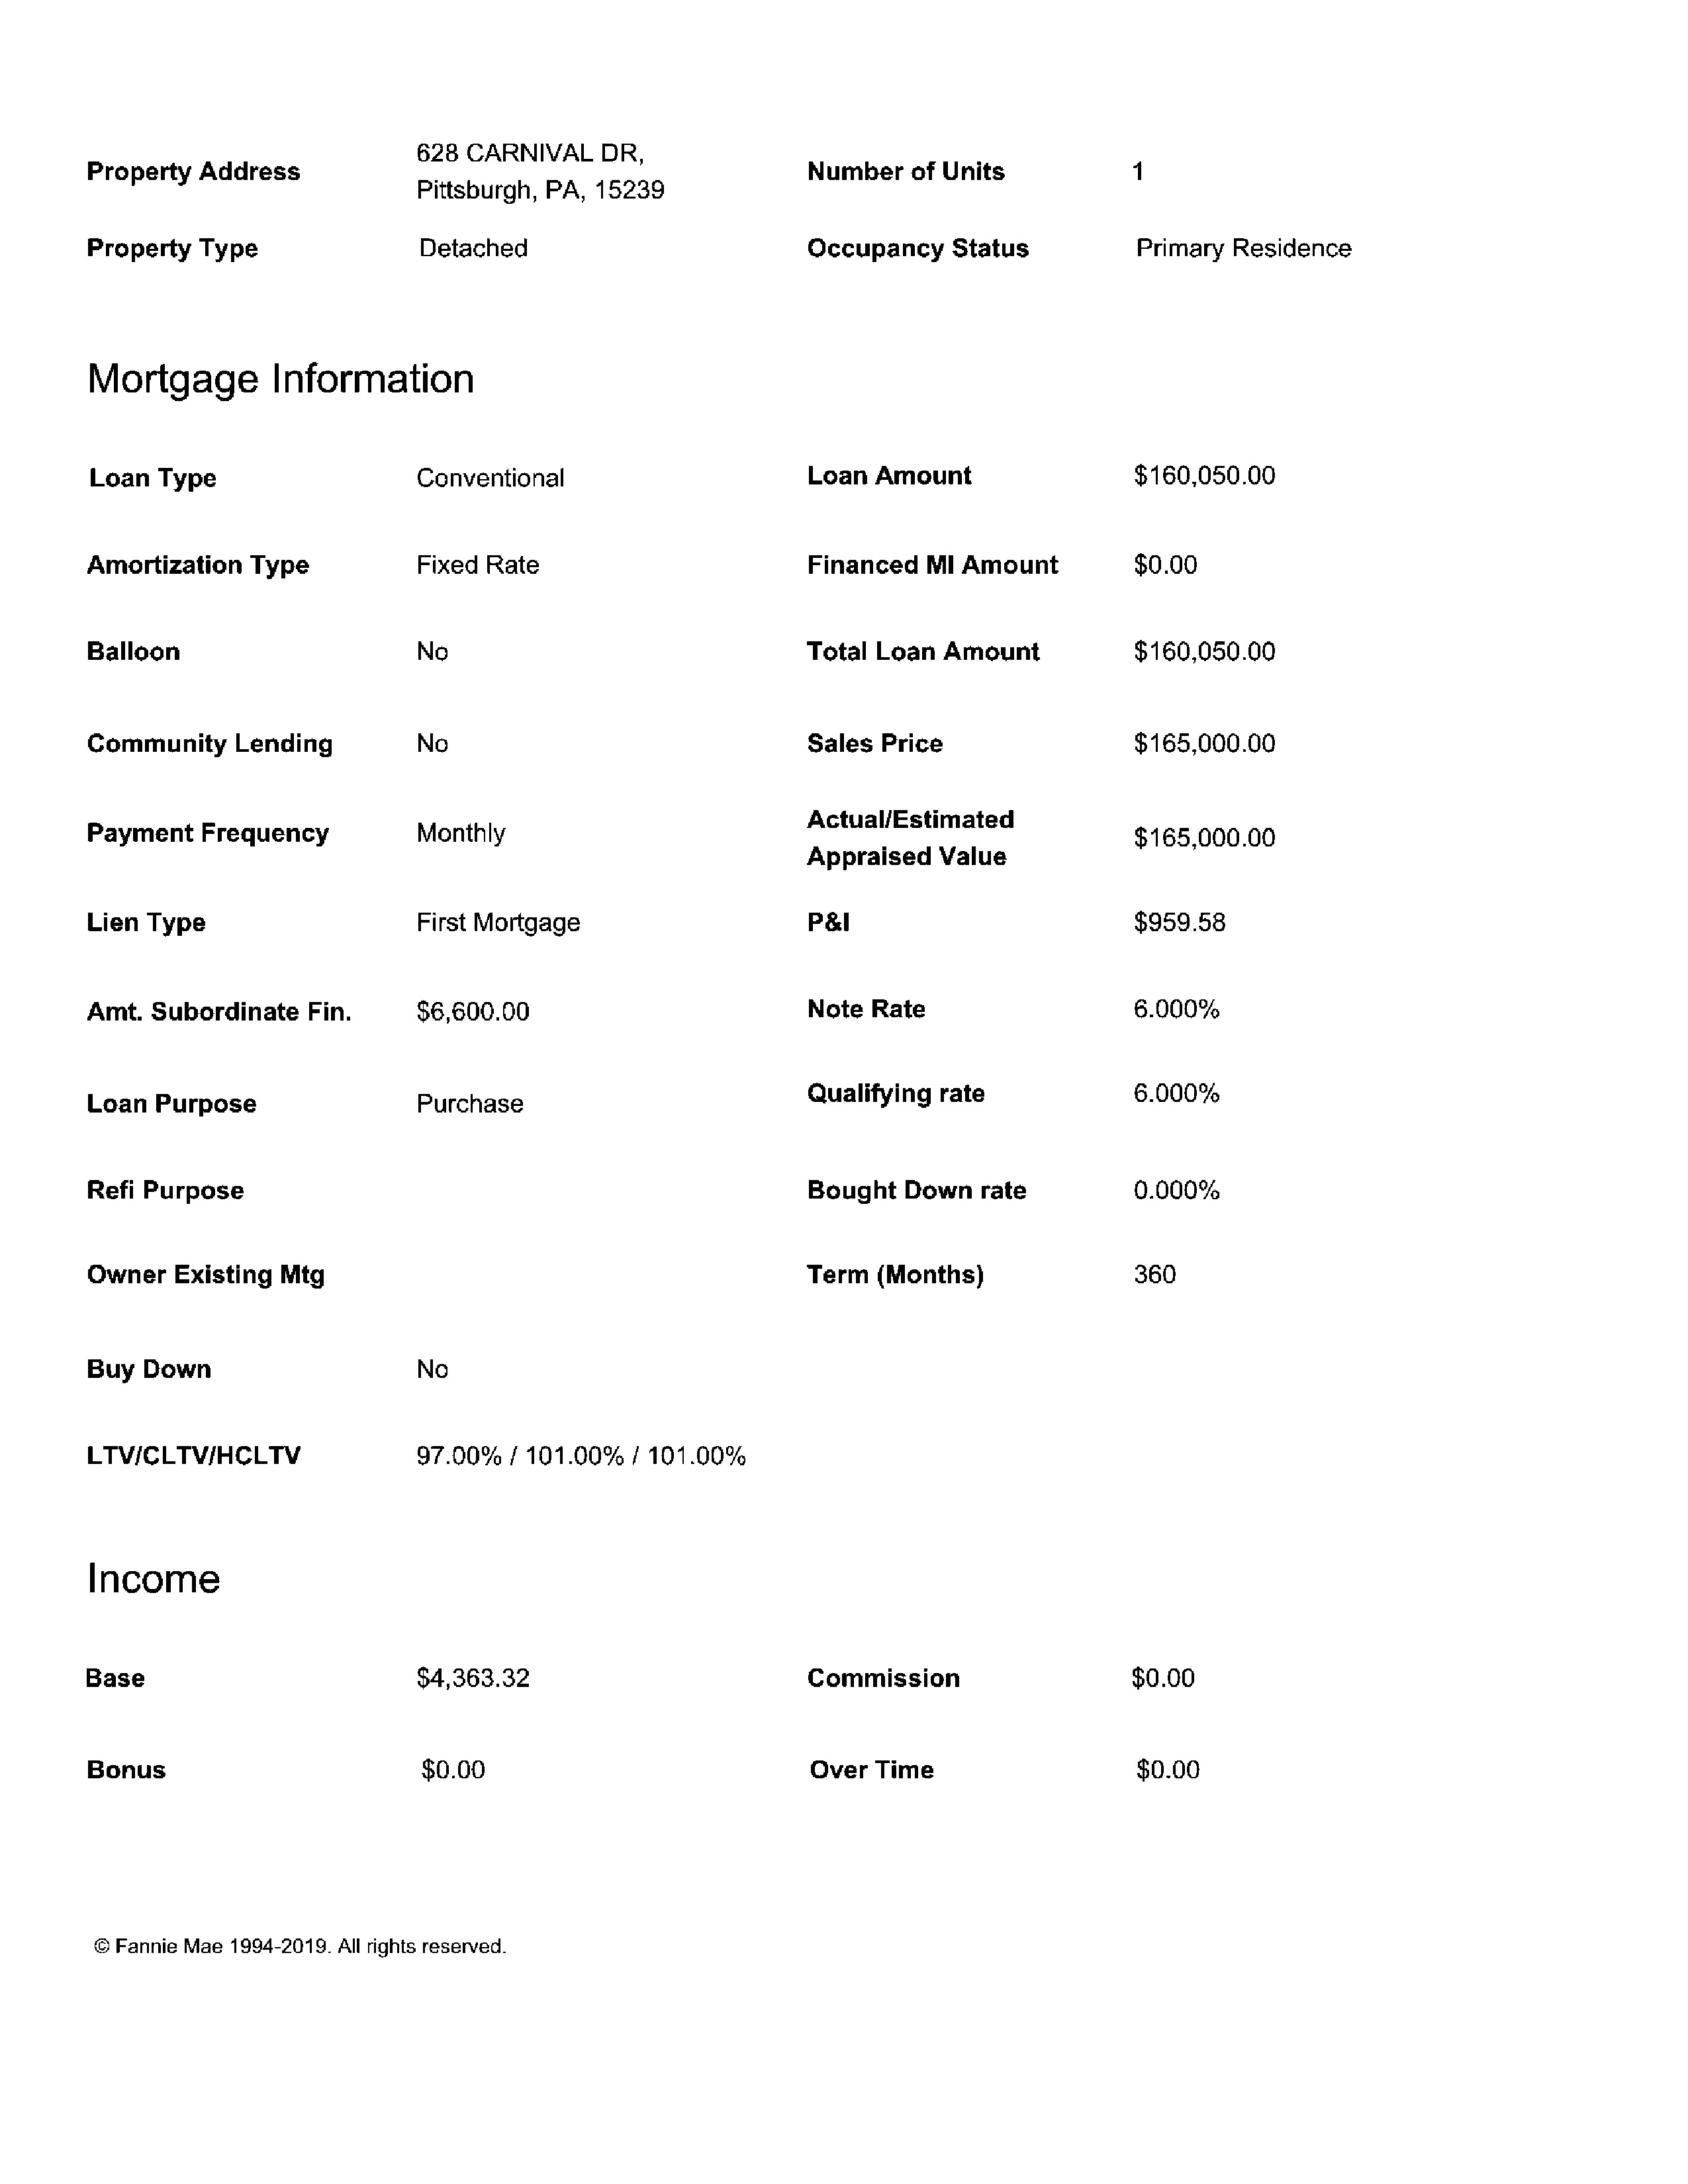 Property Address 628 CARNIVAL DR, Number of Units 1
Pittsburgh, PA, 15239
Property Type Detached Occupancy Status Primary Residence
Mortgage Information
Loan Type Conventional Loan Amount $160,050.00
Amortization Type Fixed Rate Financed MI Amount $0.00
Balloon No Total Loan Amount $160,050.00
Community Lending No Sales Price $165,000.00
Payment Frequency Monthly Actual/Estimated $165,000.00
Appraised Value
Lien Type First Mortgage P&I $959.58
Amt. Subordinate Fin. $6,600.00 Note Rate 6.000%
Loan Purpose Purchase Qualifying rate 6.000%
Refi Purpose Bought Down rate 0.000%
Owner Existing Mtg Term (Months) 360
Buy Down No
LTV/CLTV/HCLTV 97.00% / 101.00% / 101.00%
Income
Base $4,363.32 Commission $0.00
Bonus $0.00 Over Time $0.00
© Fannie Mae 1994-2019. All rights reserved.